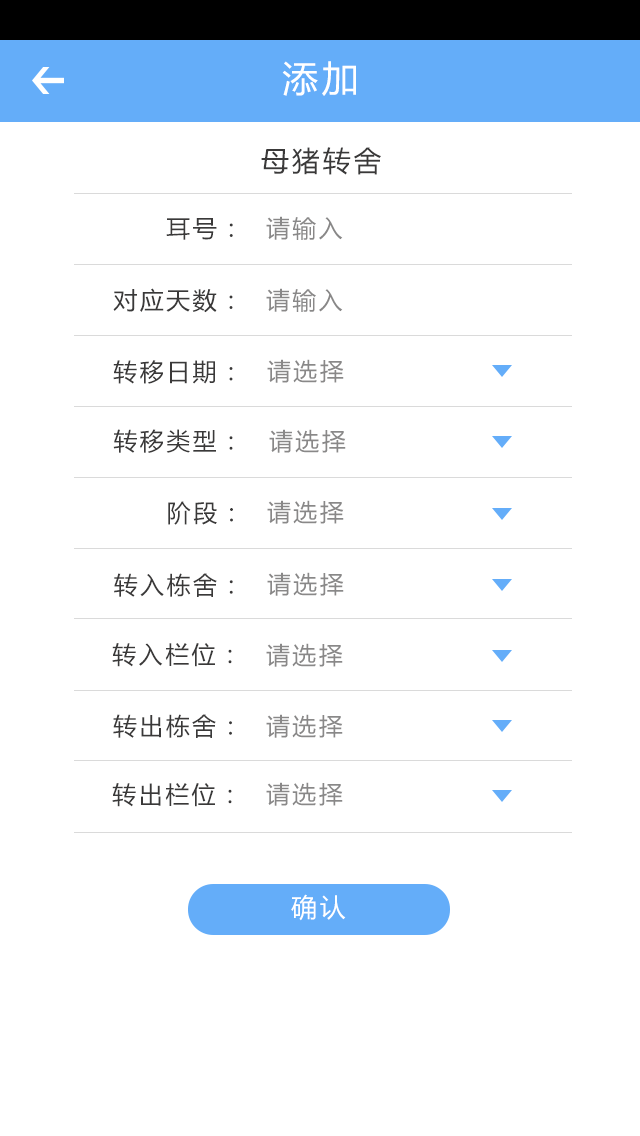 添加
母猪转舍
耳号： 请输入
对应天数： 请输入
转移日期： 请选择
转移类型： 请选择
阶段： 请选择
转入栋舍： 请选择
转入栏位： 请选择
转出栋舍： 请选择
转出栏位： 请选择
确认